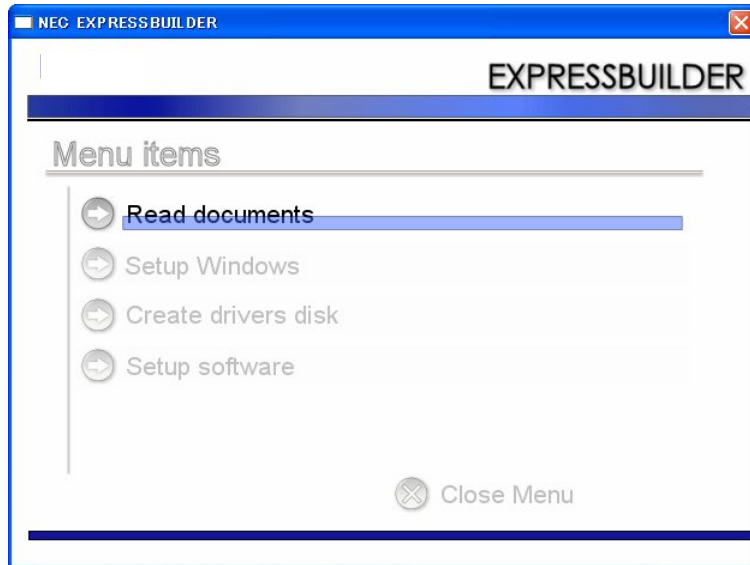 NEC EXPRESSBUILDER
EXPRESSBUILDER
Menu items
Read documents
Setup Windows
Create drivers disk
Setup software
Close Menu